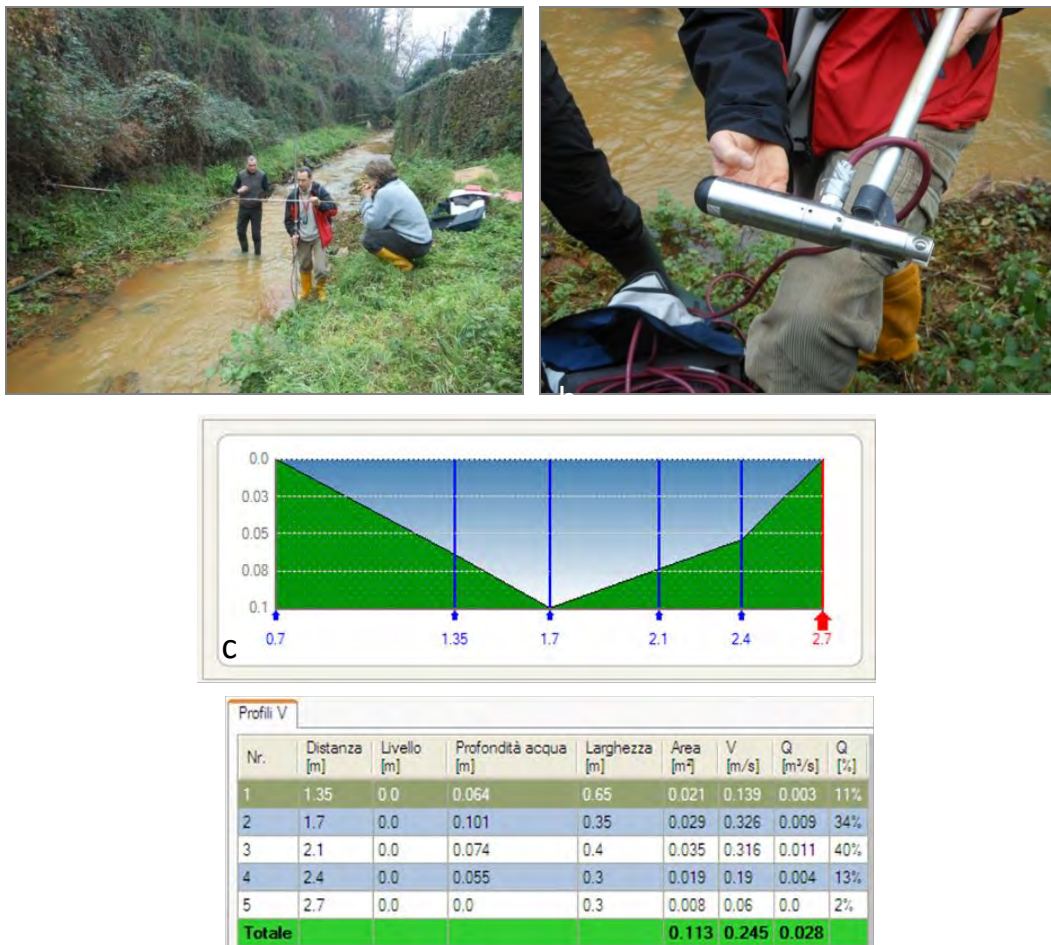 b
0.0
0.03
0.05
0.08
0.1
0.7 1.35 1.7 2.1 2.4 2.7
c
Profili V
Nr. Distanza [m] Livello [m] Profondità acqua [m] Larghezza [m] Area [m²] V [m/s] Q [m³/s] Q [%]
1 1.35 0.0 0.064 0.65 0.021 0.139 0.003 11%
2 1.7 0.0 0.101 0.35 0.029 0.326 0.009 34%
3 2.1 0.0 0.074 0.4 0.035 0.316 0.011 40%
4 2.4 0.0 0.055 0.3 0.019 0.19 0.004 13%
5 2.7 0.0 0.0 0.3 0.008 0.06 0.0 2%
Totale 0.113 0.245 0.028